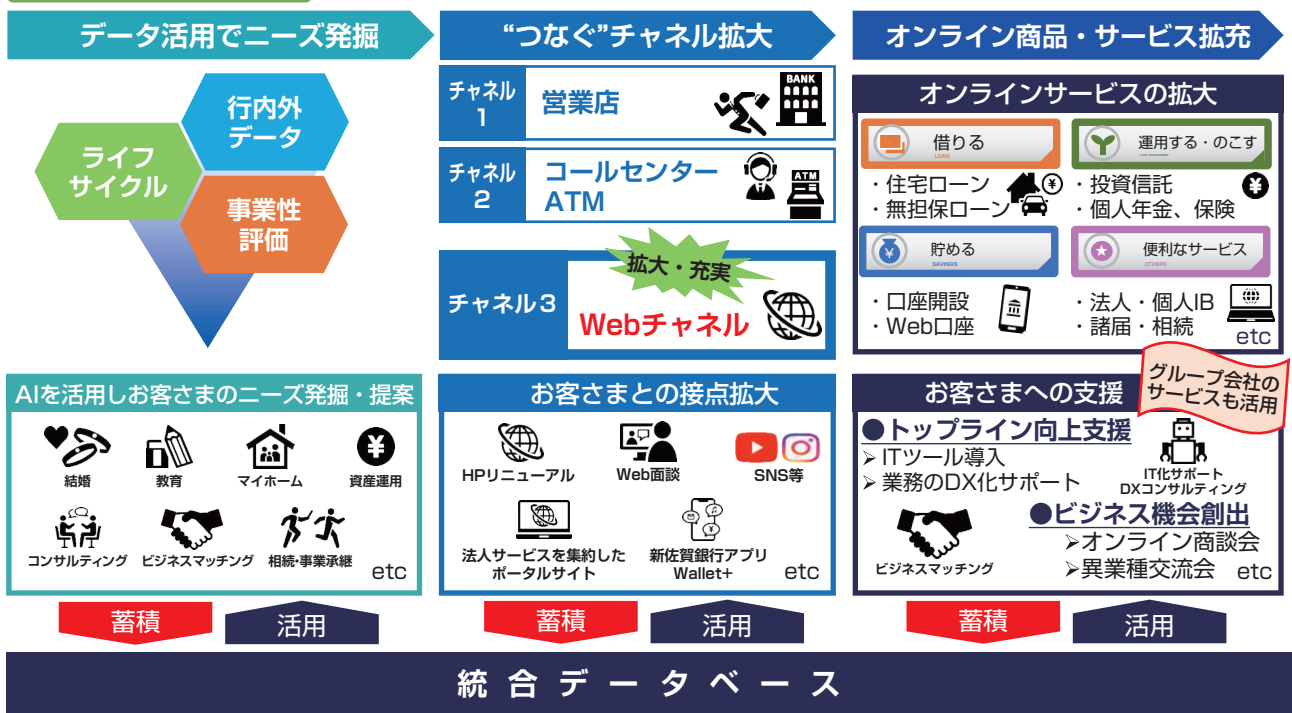 データ活用でニーズ発掘
ライフ
サイクル
行内外
データ
事業性
評価
AIを活用しお客さまのニーズ発掘・提案
結婚
教育
マイホーム
資産運用
コンサルティング
ビジネスマッチング
相続・事業承継
etc
蓄積
活用
“つなぐ”チャネル拡大
チャネル
1
営業店
BANK
チャネル
2
コールセンター
ATM
ATM
チャネル3
拡大・充実
Webチャネル
お客さまとの接点拡大
HPリニューアル
Web面談
SNS等
法人サービスを集約した
ポータルサイト
新佐賀銀行アプリ
Wallet+
etc
蓄積
活用
オンライン商品・サービス拡充
オンラインサービスの拡大
借りる
LOAN
・住宅ローン
・無担保ローン
運用する・のこす
・投資信託
・個人年金、保険
貯める
SAVINGS
・口座開設
・Web口座
便利なサービス
OTHERS
・法人・個人IB
・諸届・相続
etc
グループ会社の
サービスも活用
お客さまへの支援
●トップライン向上支援
➢ITツール導入
➢業務のDX化サポート
IT化サポート
DXコンサルティング
ビジネスマッチング
●ビジネス機会創出
➢オンライン商談会
➢異業種交流会
etc
蓄積
活用
統合データベース